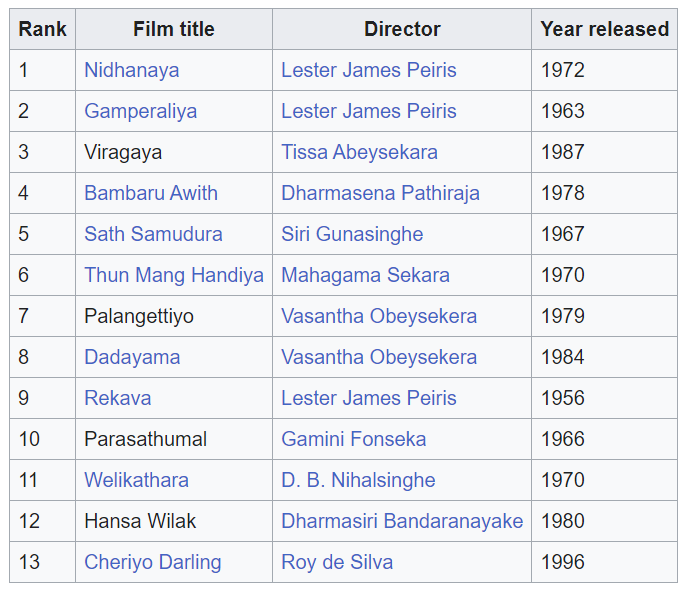 Rank Film title Director Year released
1 Nidhanaya Lester James Peiris 1972
2 Gamperaliya Lester James Peiris 1963
3 Viragaya Tissa Abeysekara 1987
4 Bambaru Awith Dharmasena Pathiraja 1978
5 Sath Samudura Siri Gunasinghe 1967
6 Thun Mang Handiya Mahagama Sekara 1970
7 Palangettiyo Vasantha Obeysekera 1979
8 Dadayama Vasantha Obeysekera 1984
9 Rekava Lester James Peiris 1956
10 Parasathumal Gamini Fonseka 1966
11 Welikathara D. B. Nihalsinghe 1970
12 Hansa Wilak Dharmasiri Bandaranayake 1980
13 Cheriyo Darling Roy de Silva 1996